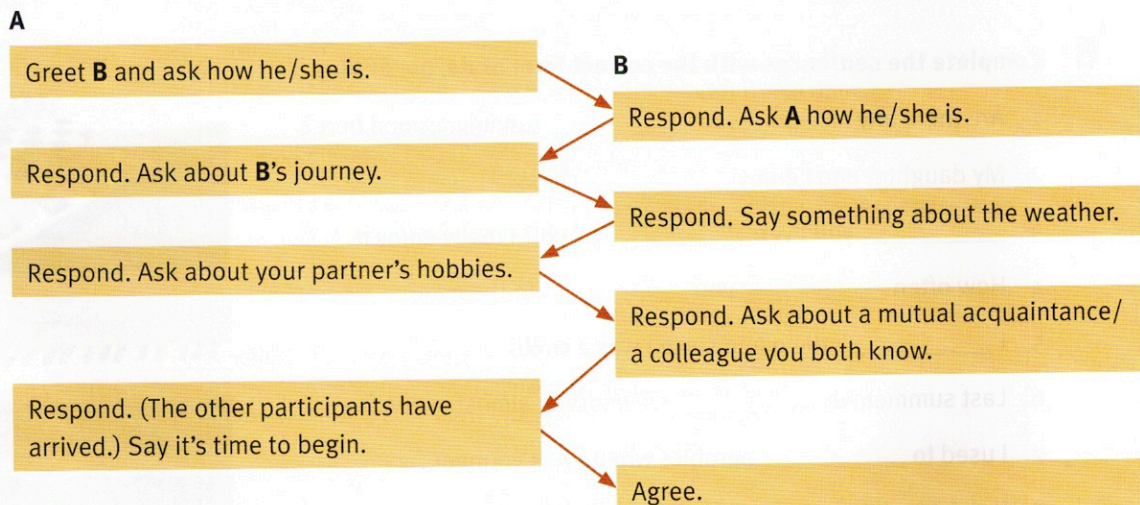 A
Greet B and ask how he/she is.
B
Respond. Ask A how he/she is.
Respond. Ask about B's journey.
Respond. Say something about the weather.
Respond. Ask about your partner's hobbies.
Respond. Ask about a mutual acquaintance/
a colleague you both know.
Respond. (The other participants have
arrived.) Say it's time to begin.
Agree.